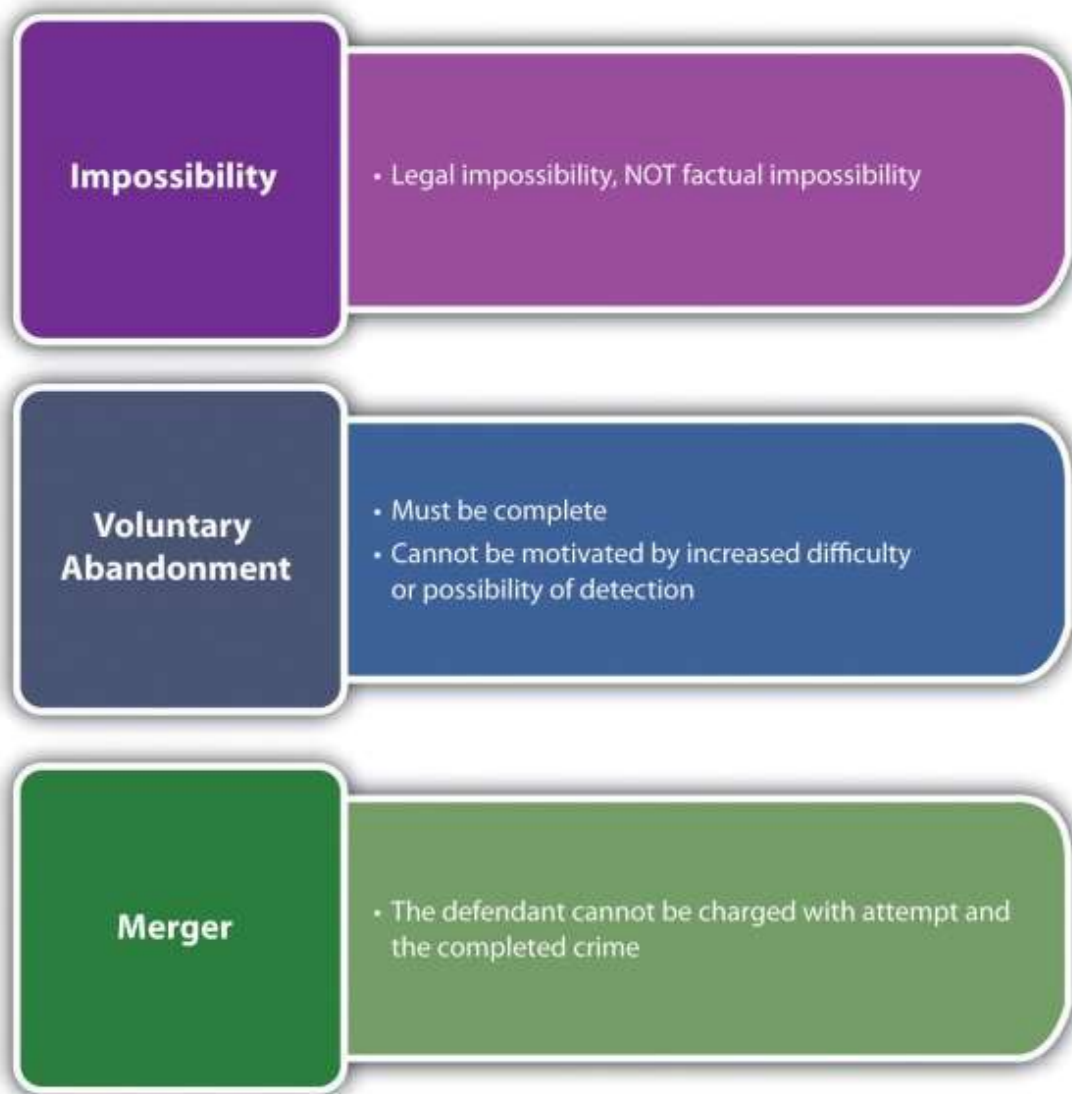 Impossibility
• Legal impossibility, NOT factual impossibility
Voluntary
Abandonment
• Must be complete
• Cannot be motivated by increased difficulty
or possibility of detection
Merger
• The defendant cannot be charged with attempt and
the completed crime